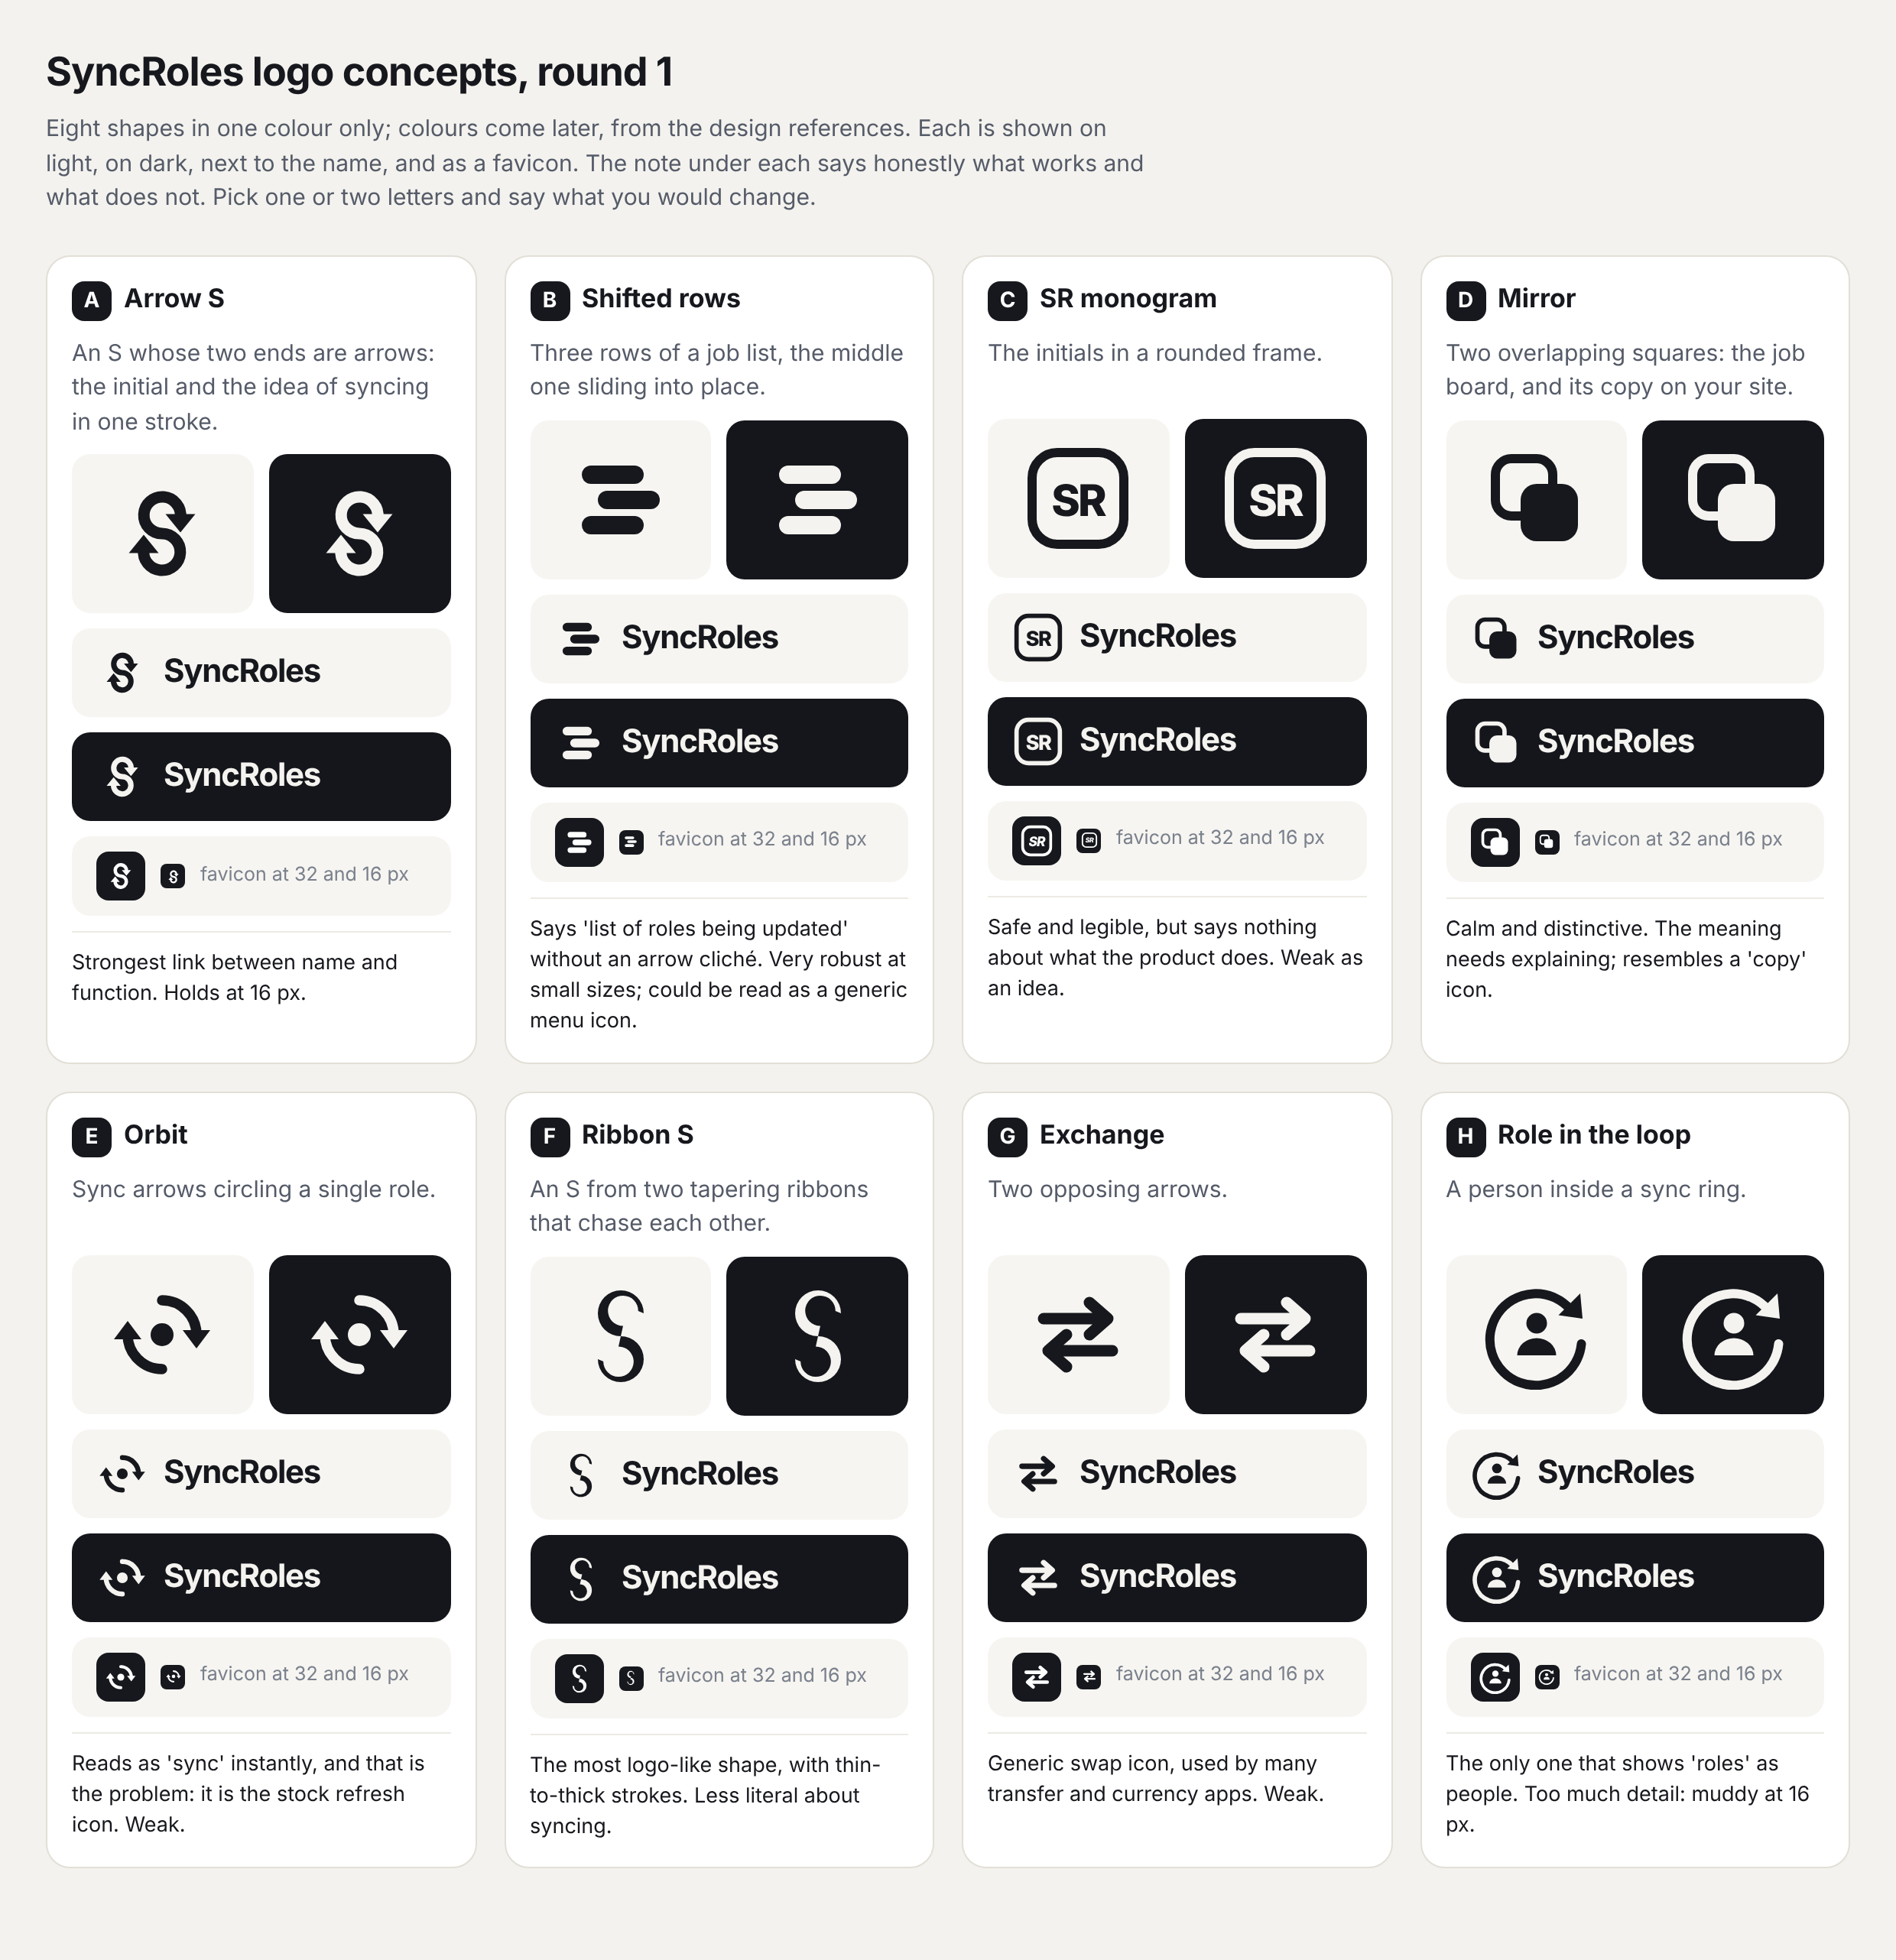 SyncRoles logo concepts, round 1
Eight shapes in one colour only; colours come later, from the design references. Each is shown on
light, on dark, next to the name, and as a favicon. The note under each says honestly what works and
what does not. Pick one or two letters and say what you would change.
A Arrow S
An S whose two ends are arrows:
the initial and the idea of syncing
in one stroke.
SyncRoles
SyncRoles
favicon at 32 and 16 px
Strongest link between name and
function. Holds at 16 px.
B Shifted rows
Three rows of a job list, the middle
one sliding into place.
SyncRoles
SyncRoles
favicon at 32 and 16 px
Says 'list of roles being updated'
without an arrow cliché. Very robust at
small sizes; could be read as a generic
menu icon.
C SR monogram
The initials in a rounded frame.
SR SR
SR SyncRoles
SR SyncRoles
SR SR favicon at 32 and 16 px
Safe and legible, but says nothing
about what the product does. Weak as
an idea.
D Mirror
Two overlapping squares: the job
board, and its copy on your site.
SyncRoles
SyncRoles
favicon at 32 and 16 px
Calm and distinctive. The meaning
needs explaining; resembles a 'copy'
icon.
E Orbit
Sync arrows circling a single role.
SyncRoles
SyncRoles
favicon at 32 and 16 px
Reads as 'sync' instantly, and that is
the problem: it is the stock refresh
icon. Weak.
F Ribbon S
An S from two tapering ribbons
that chase each other.
SyncRoles
SyncRoles
favicon at 32 and 16 px
The most logo-like shape, with thin-
to-thick strokes. Less literal about
syncing.
G Exchange
Two opposing arrows.
SyncRoles
SyncRoles
favicon at 32 and 16 px
Generic swap icon, used by many
transfer and currency apps. Weak.
H Role in the loop
A person inside a sync ring.
SyncRoles
SyncRoles
favicon at 32 and 16 px
The only one that shows 'roles' as
people. Too much detail: muddy at 16
px.